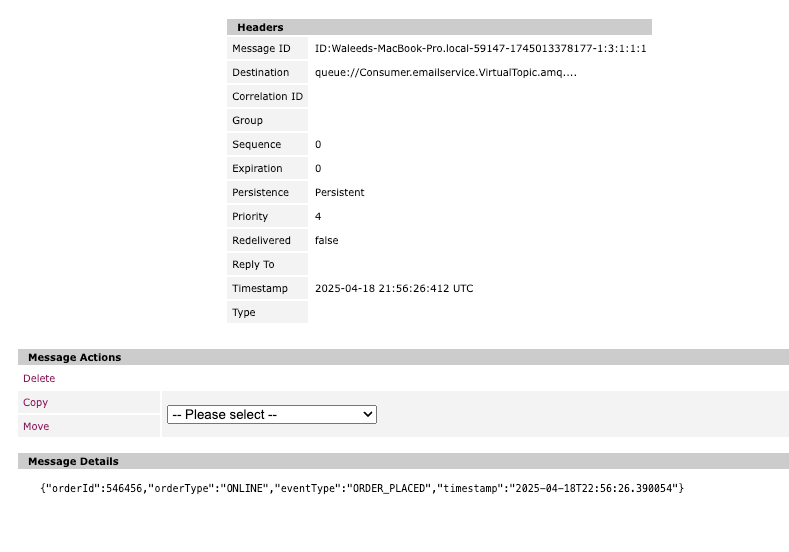 Headers
Message ID ID:Waleeds-MacBook-Pro.local-59147-1745013378177-1:3:1:1:1
Destination queue://Consumer.emailservice.VirtualTopic.amq....
Correlation ID
Group
Sequence 0
Expiration 0
Persistence Persistent
Priority 4
Redelivered false
Reply To
Timestamp 2025-04-18 21:56:26:412 UTC
Type
Message Actions
Delete
Copy
-- Please select --
Move
Message Details
{"orderId":546456,"orderType":"ONLINE","eventType":"ORDER_PLACED","timestamp":"2025-04-18T22:56:26.390054"}